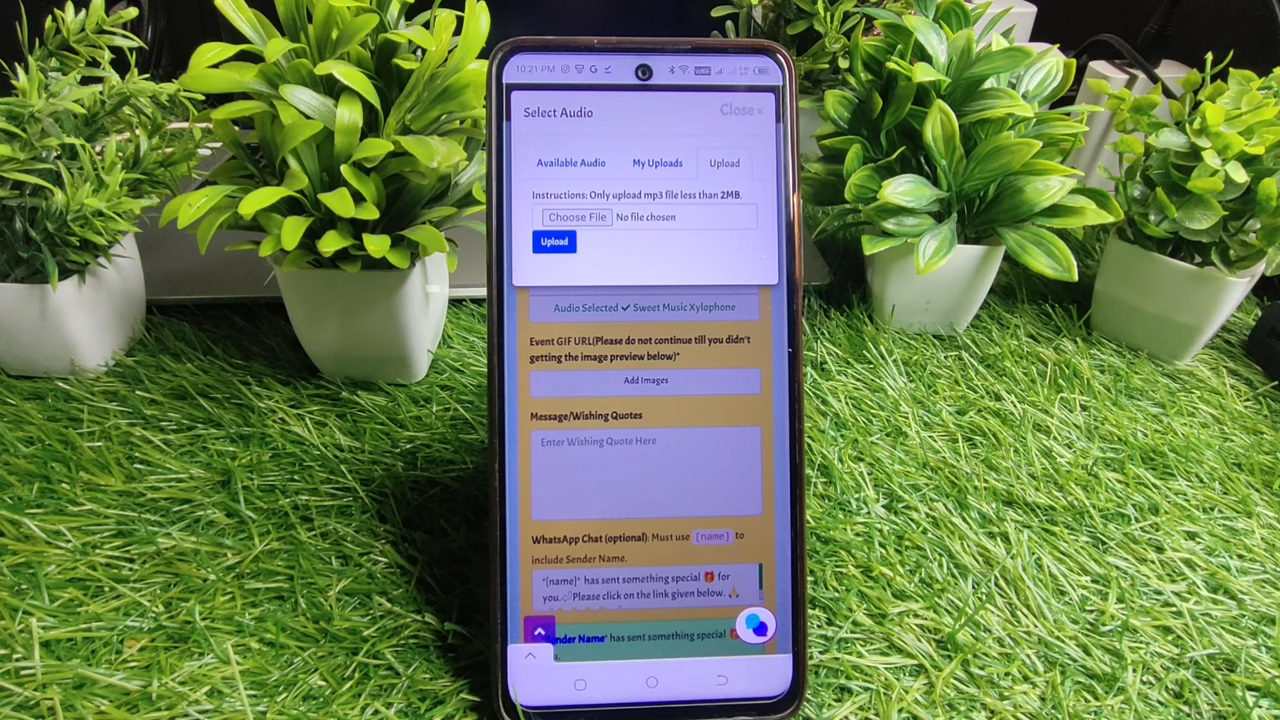 10:21 PM
Select Audio
Close ×
Available Audio
My Uploads
Upload
Instructions: Only upload mp3 file less than 2MB.
Choose File No file chosen
Upload
Audio Selected ✔ Sweet Music Xylophone
Event GIF URL(Please do not continue till you didn't
getting the image preview below)*
Add Images
Message/Wishing Quotes
Enter Wishing Quote Here
WhatsApp Chat (optional): Must use [name] to
include Sender Name.
*[name]* has sent something special 🎁 for
you.Please click on the link given below. 🙏
ender Name* has sent something special 🎁